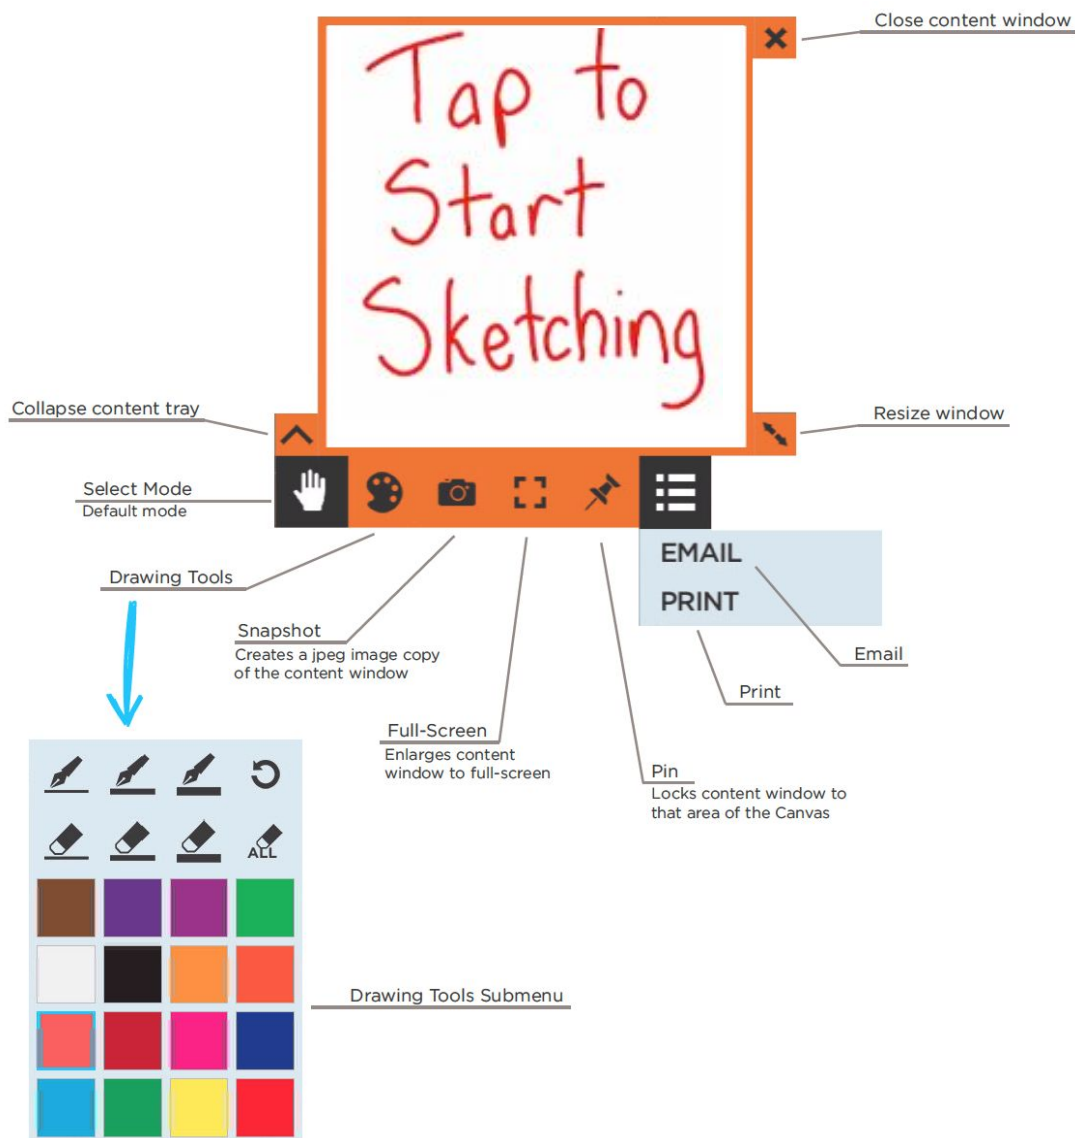 Close content window
Tap to
Start
Sketching
Collapse content tray
Resize window
Select Mode
Default mode
EMAIL
PRINT
Drawing Tools
Snapshot
Creates a jpeg image copy
of the content window
Email
Print
Full-Screen
Enlarges content
window to full-screen
Pin
Locks content window to
that area of the Canvas
ALL
Drawing Tools Submenu